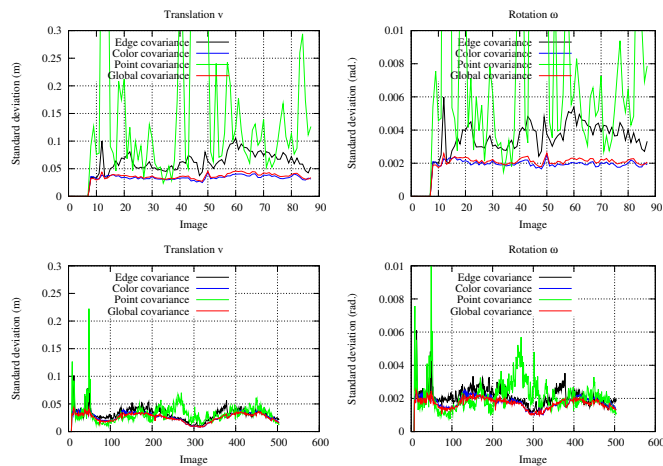 Translation v
Standard deviation (m)
0.3
0.25
0.2
0.15
0.1
0.05
0
Edge covariance
Color covariance
Point covariance
Global covariance
0 10 20 30 40 50 60 70 80 90
Image
Rotation ω
Standard deviation (rad.)
0.01
0.008
0.006
0.004
0.002
0
Edge covariance
Color covariance
Point covariance
Global covariance
0 10 20 30 40 50 60 70 80 90
Image
Translation v
Standard deviation (m)
0.3
0.25
0.2
0.15
0.1
0.05
0
Edge covariance
Color covariance
Point covariance
Global covariance
0 100 200 300 400 500 600
Image
Rotation ω
Standard deviation (rad.)
0.01
0.008
0.006
0.004
0.002
0
Edge covariance
Color covariance
Point covariance
Global covariance
0 100 200 300 400 500 600
Image